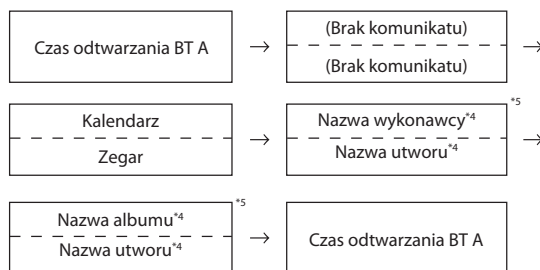 Czas odtwarzania BT A → (Brak komunikatu) →
(Brak komunikatu)
Kalendarz → Nazwa wykonawcy*4 *5 →
Zegar Nazwa utworu*4
Nazwa albumu*4 *5 → Czas odtwarzania BT A
Nazwa utworu*4